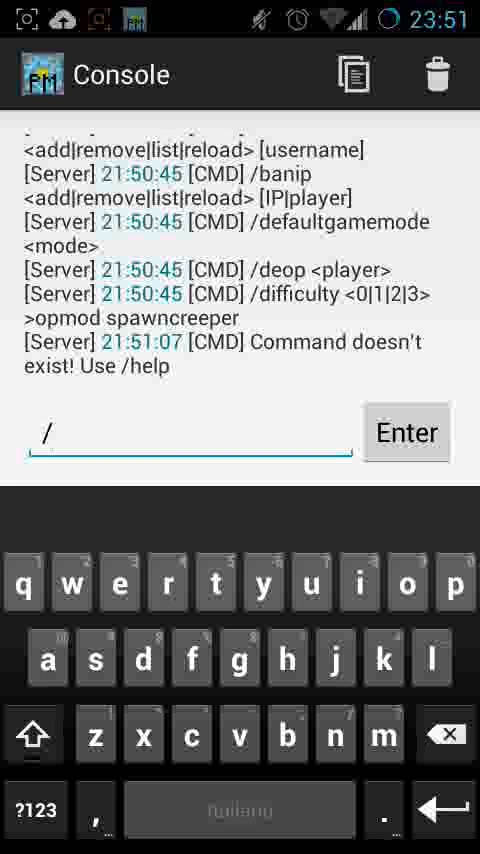 23:51
Console
<add|remove|list|reload> [username]
[Server] 21:50:45 [CMD] /banip
<add|remove|list|reload> [IP|player]
[Server] 21:50:45 [CMD] /defaultgamemode
<mode>
[Server] 21:50:45 [CMD] /deop <player>
[Server] 21:50:45 [CMD] /difficulty <0|1|2|3>
>opmod spawncreeper
[Server] 21:51:07 [CMD] Command doesn't
exist! Use /help
/
Enter
q w e r t y u i o p
a s d f g h j k l
z x c v b n m
?123 , . ...